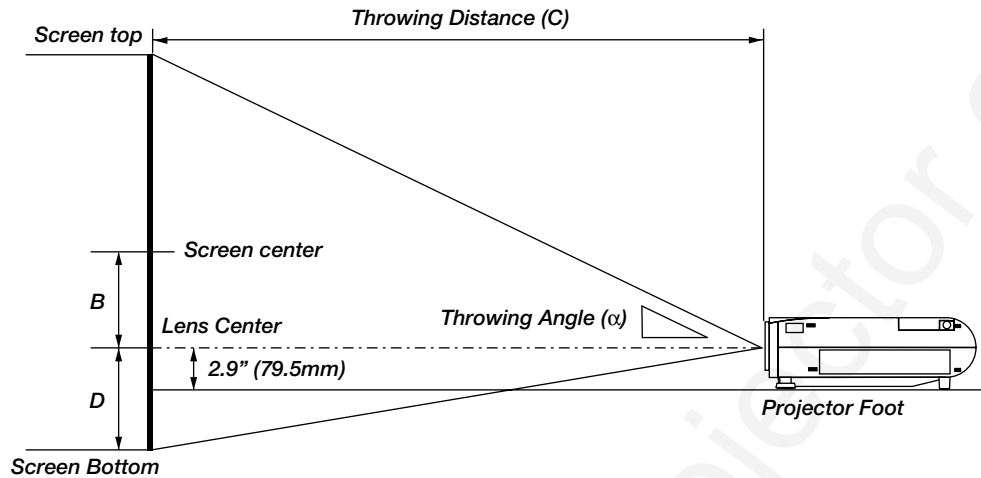 Throwing Distance (C)
Screen top
Screen center
B
Lens Center
Throwing Angle (α)
2.9” (79.5mm)
D
Projector Foot
Screen Bottom